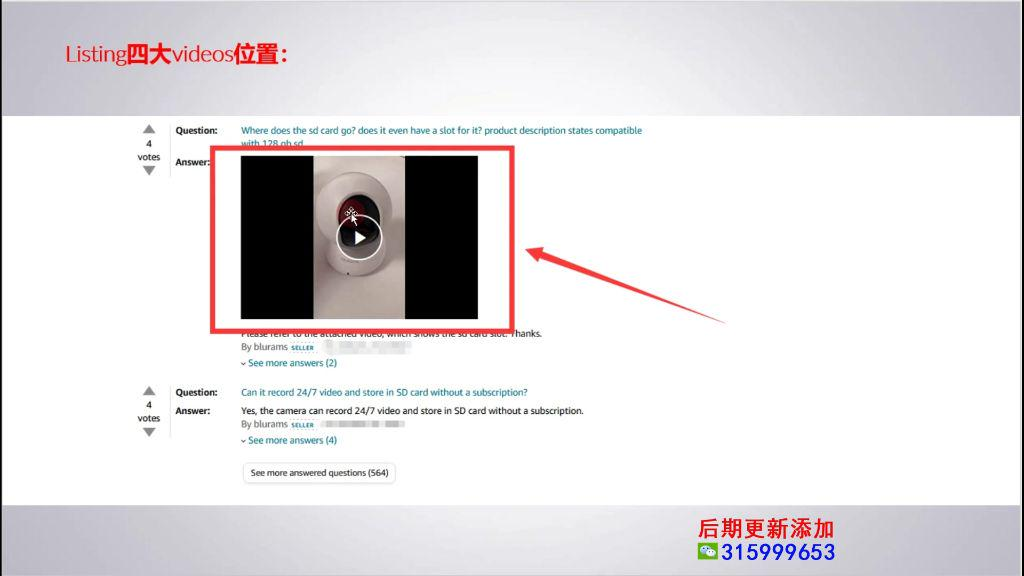 Listing四大videos位置：
4
votes
Question:
Where does the sd card go? does it even have a slot for it? product description states compatible
with 128 gb sd
Answer:
Please refer to the attached video, which shows the sd card slot. Thanks.
By blurams SELLER
See more answers (2)
4
votes
Question:
Can it record 24/7 video and store in SD card without a subscription?
Answer:
Yes, the camera can record 24/7 video and store in SD card without a subscription.
By blurams SELLER
See more answers (4)
See more answered questions (564)
后期更新添加
315999653